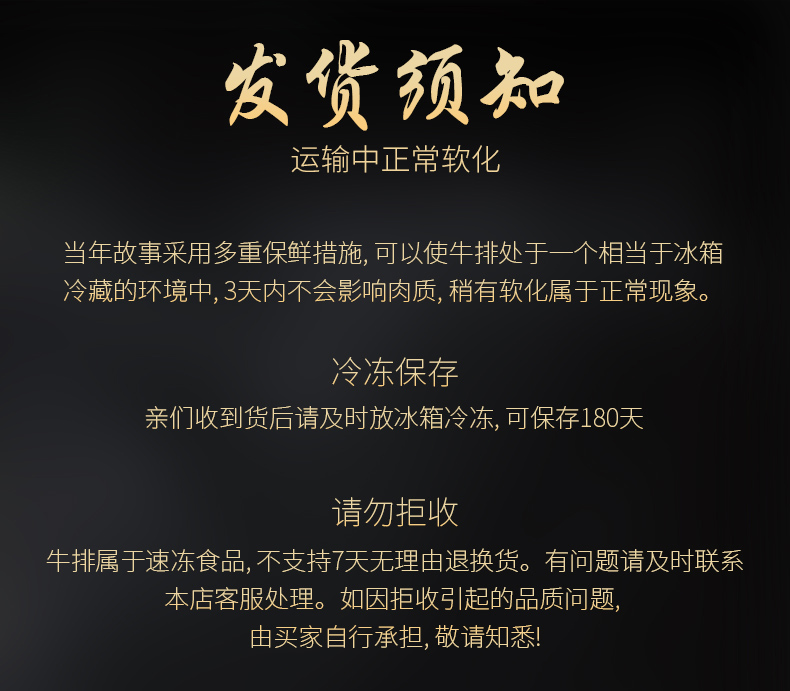 发货须知
运输中正常软化
当年故事采用多重保鲜措施, 可以使牛排处于一个相当于冰箱
冷藏的环境中, 3天内不会影响肉质, 稍有软化属于正常现象。
冷冻保存
亲们收到货后请及时放冰箱冷冻, 可保存180天
请勿拒收
牛排属于速冻食品, 不支持7天无理由退换货。有问题请及时联系
本店客服处理。如因拒收引起的品质问题,
由买家自行承担, 敬请知悉!